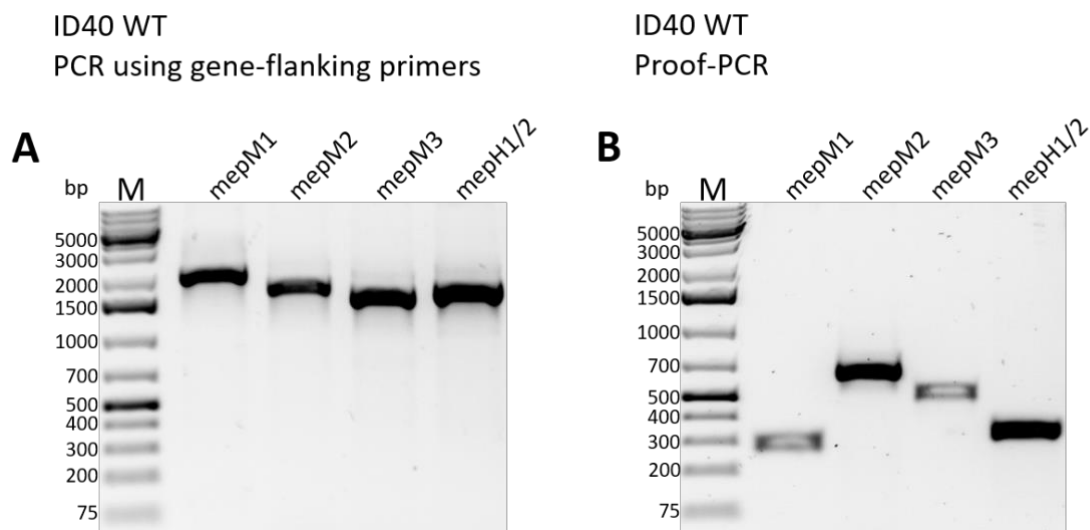 ID40 WT
PCR using gene-flanking primers
A
bp
M
mepM1
mepM2
mepM3
mepH1/2
5000
3000
2000
1500
1000
700
500
400
300
200
75
ID40 WT
Proof-PCR
B
bp
M
mepM1
mepM2
mepM3
mepH1/2
5000
3000
2000
1500
1000
700
500
400
300
200
75